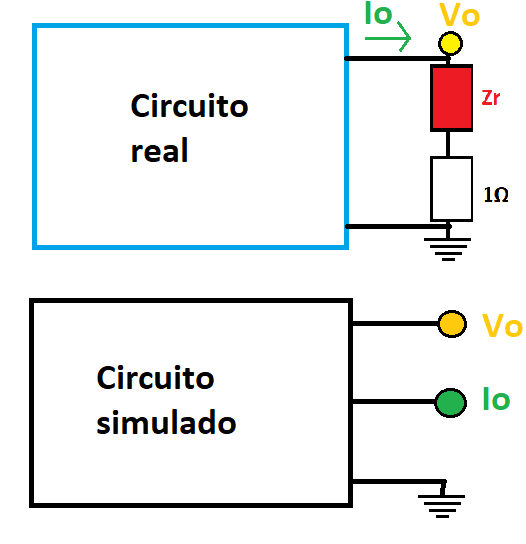 Io
Vo
Circuito
real
Zr
1Ω
Circuito
simulado
Vo
Io